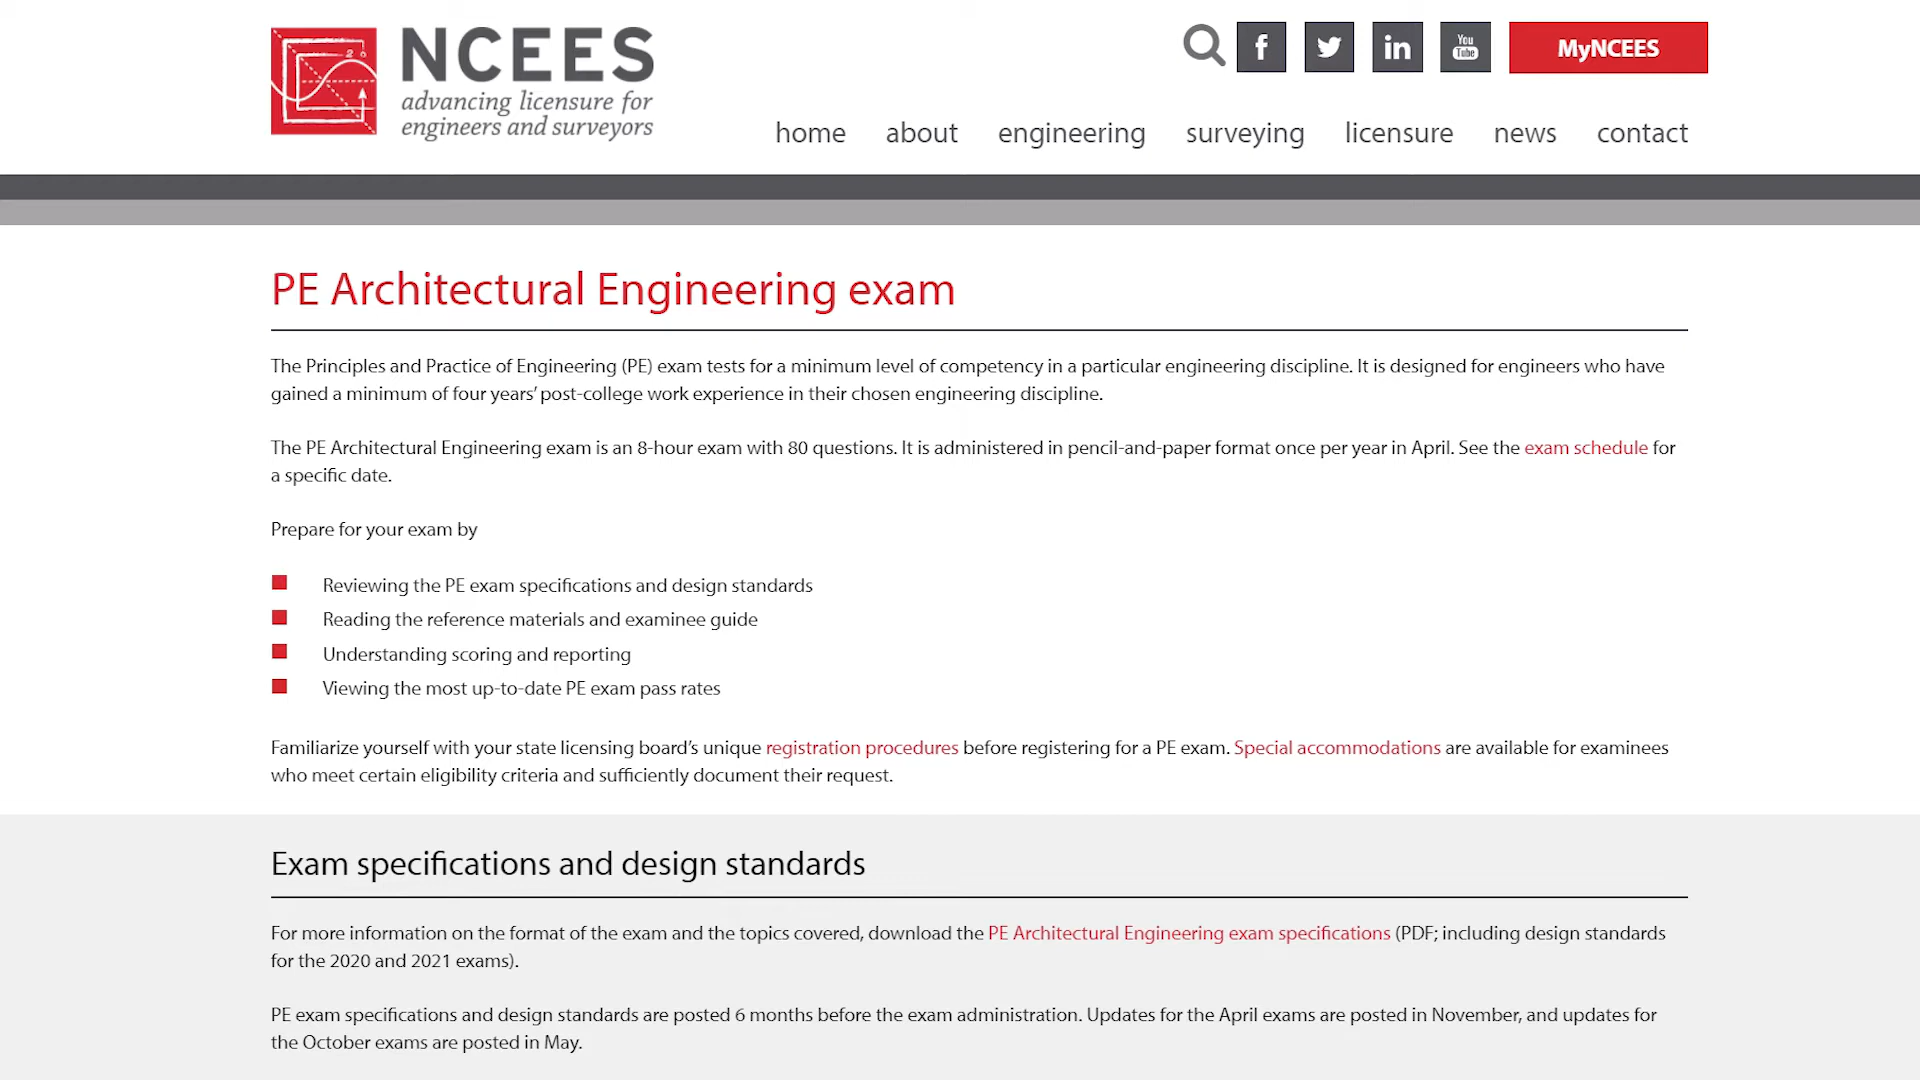 NCEES
advancing licensure for
engineers and surveyors
f
in
You
Tube
MyNCEES
home about engineering surveying licensure news contact
PE Architectural Engineering exam
The Principles and Practice of Engineering (PE) exam tests for a minimum level of competency in a particular engineering discipline. It is designed for engineers who have
gained a minimum of four years’ post-college work experience in their chosen engineering discipline.
The PE Architectural Engineering exam is an 8-hour exam with 80 questions. It is administered in pencil-and-paper format once per year in April. See the exam schedule for
a specific date.
Prepare for your exam by
Reviewing the PE exam specifications and design standards
Reading the reference materials and examinee guide
Understanding scoring and reporting
Viewing the most up-to-date PE exam pass rates
Familiarize yourself with your state licensing board’s unique registration procedures before registering for a PE exam. Special accommodations are available for examinees
who meet certain eligibility criteria and sufficiently document their request.
Exam specifications and design standards
For more information on the format of the exam and the topics covered, download the PE Architectural Engineering exam specifications (PDF; including design standards
for the 2020 and 2021 exams).
PE exam specifications and design standards are posted 6 months before the exam administration. Updates for the April exams are posted in November, and updates for
the October exams are posted in May.